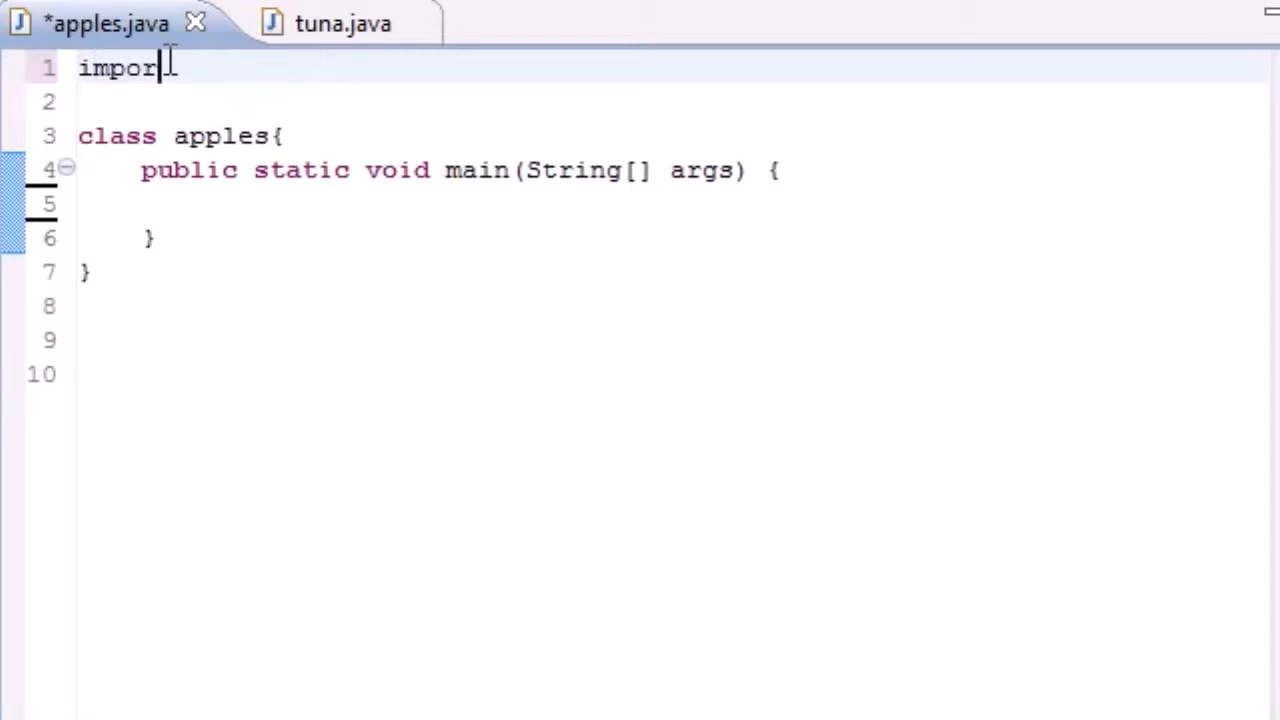 *apples.java tuna.java
1 impor
2
3 class apples{
4 public static void main(String[] args) {
5
6 }
7 }
8
9
10